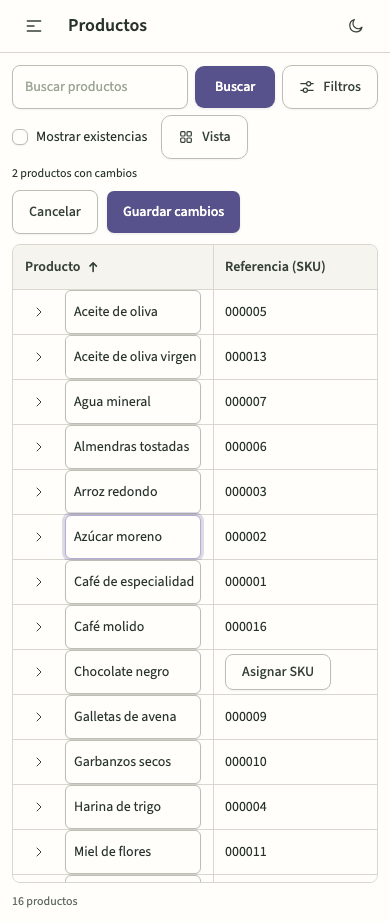 Productos
Buscar productos
Buscar
Filtros
Mostrar existencias
Vista
2 productos con cambios
Cancelar
Guardar cambios
Producto
Referencia (SKU)
Aceite de oliva
000005
Aceite de oliva virgen
000013
Agua mineral
000007
Almendras tostadas
000006
Arroz redondo
000003
Azúcar moreno
000002
Café de especialidad
000001
Café molido
000016
Chocolate negro
Asignar SKU
Galletas de avena
000009
Garbanzos secos
000010
Harina de trigo
000004
Miel de flores
000011
16 productos